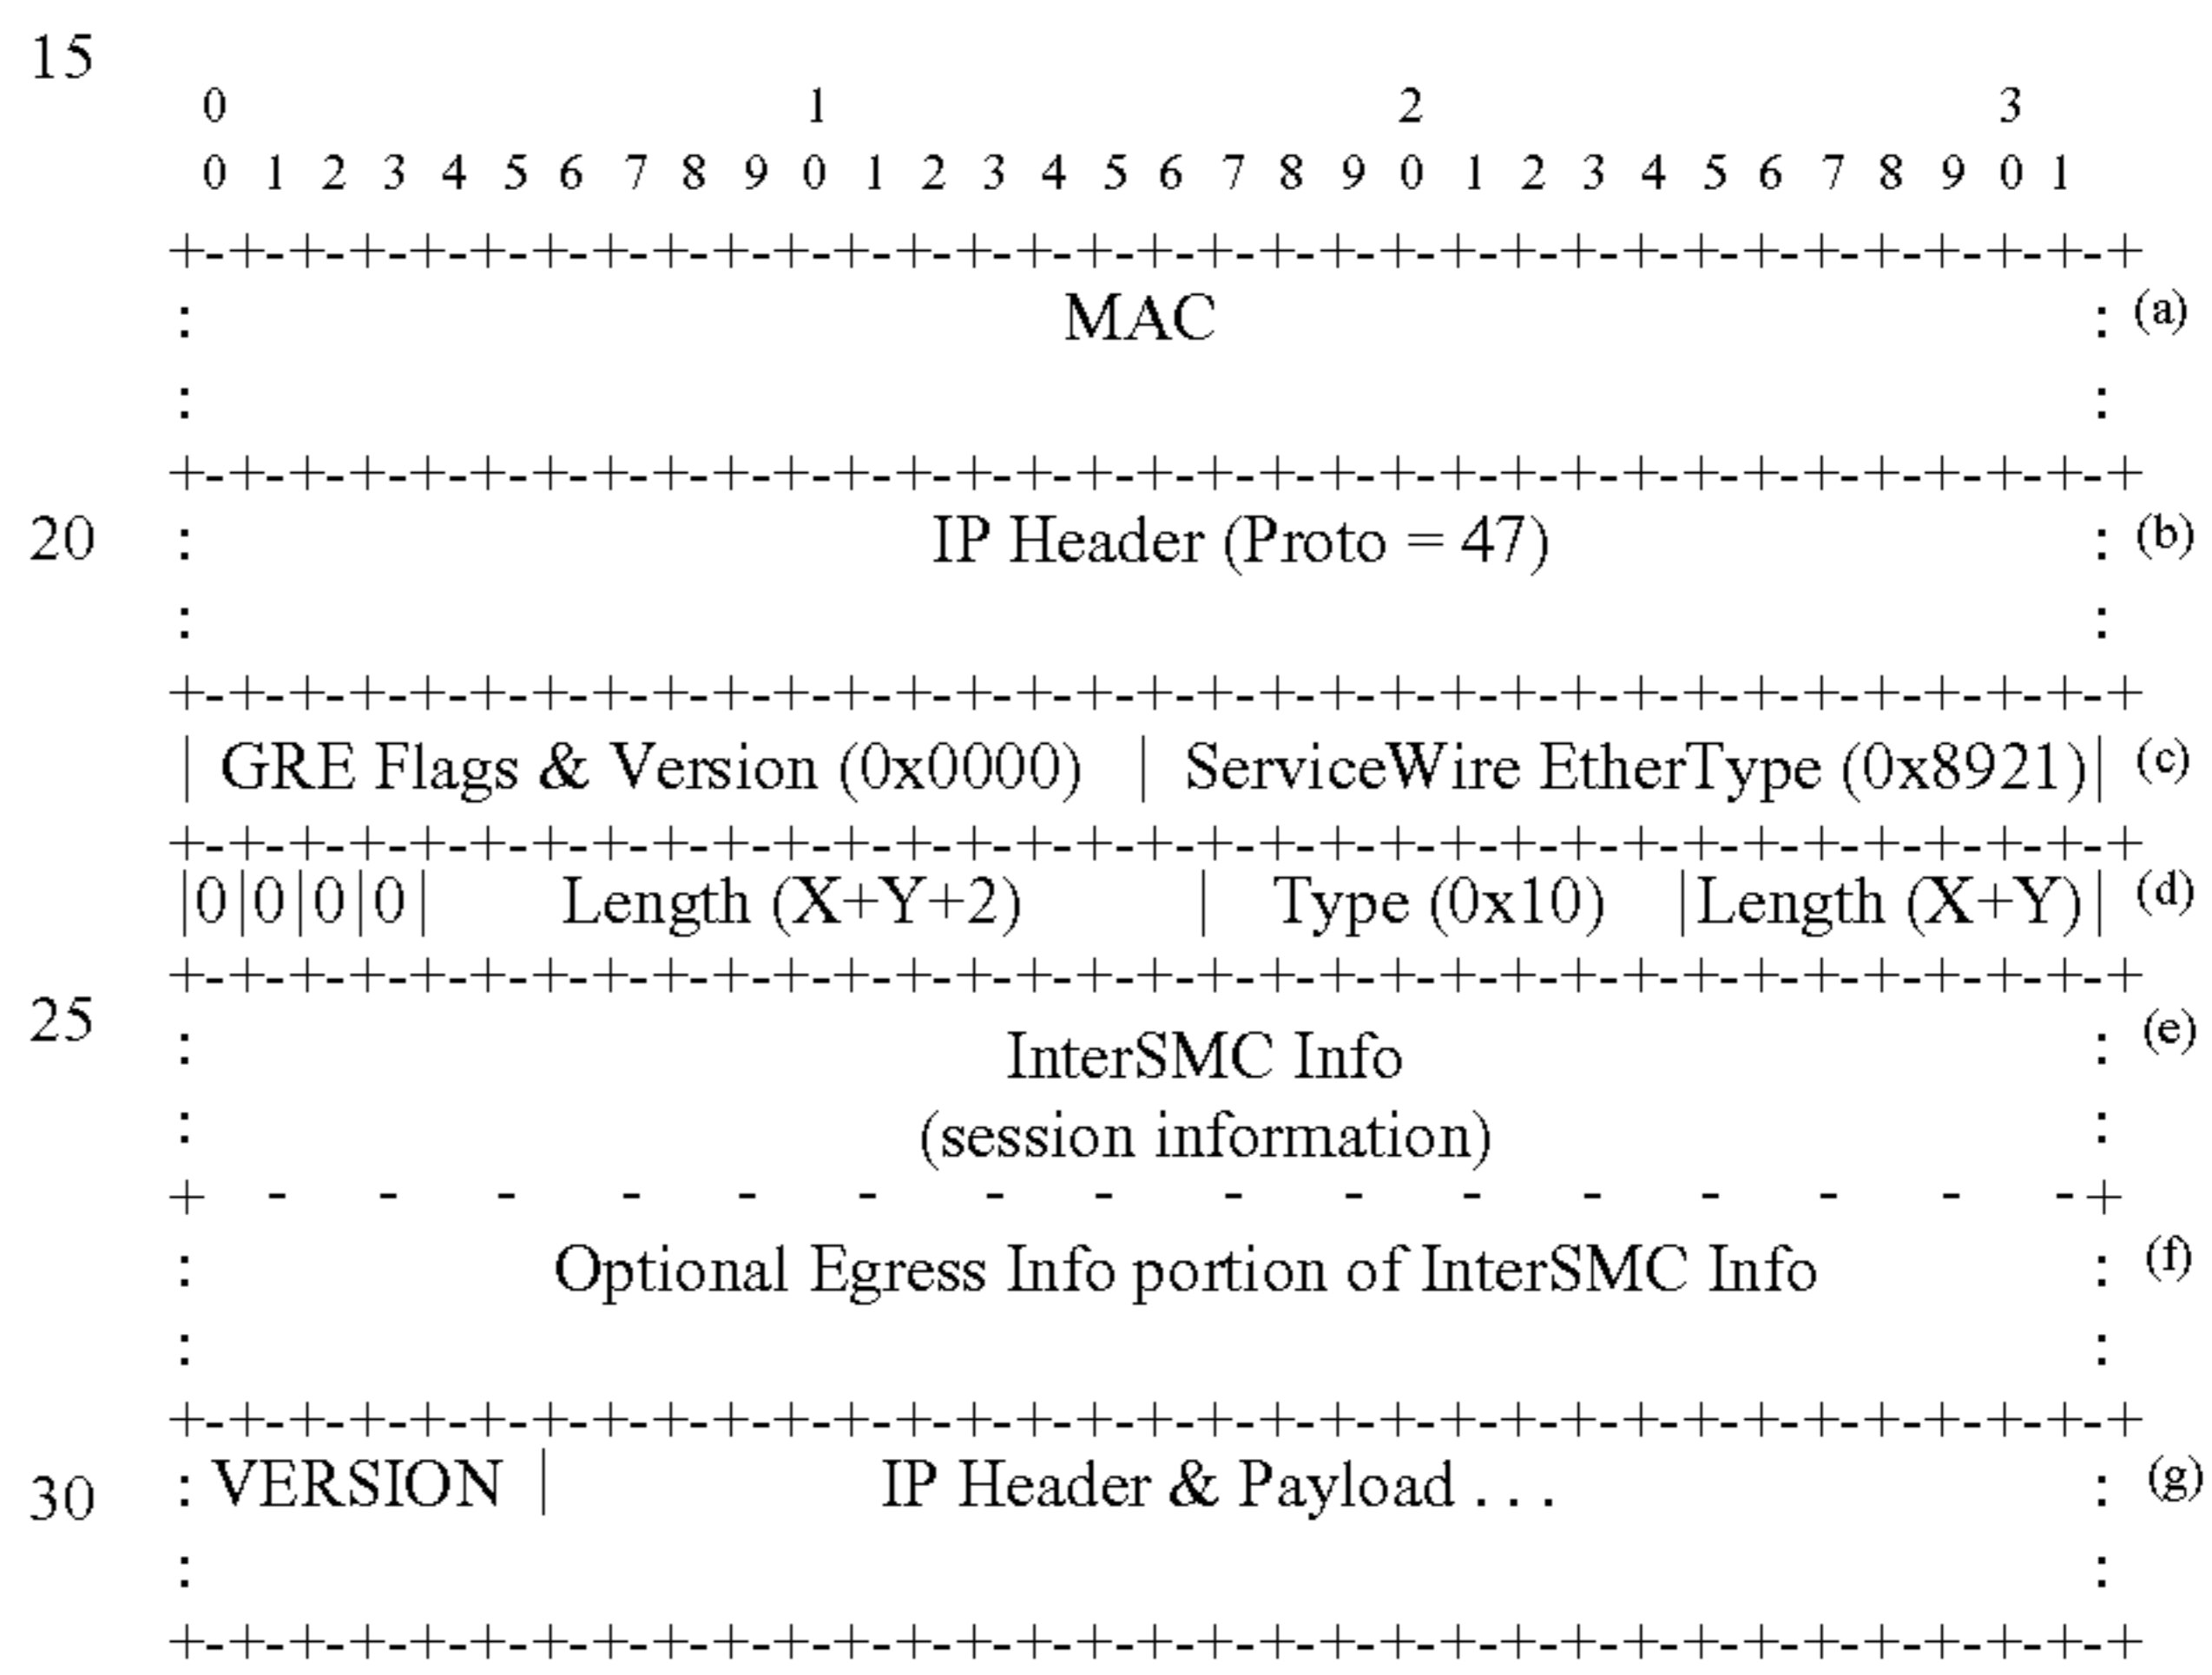 15
0 1 2 3
0 1 2 3 4 5 6 7 8 9 0 1 2 3 4 5 6 7 8 9 0 1 2 3 4 5 6 7 8 9 0 1
+-+-+-+-+-+-+-+-+-+-+-+-+-+-+-+-+-+-+-+-+-+-+-+-+-+-+-+-+-+-+-+-+
: MAC : (a)
: :
+-+-+-+-+-+-+-+-+-+-+-+-+-+-+-+-+-+-+-+-+-+-+-+-+-+-+-+-+-+-+-+-+
20 : IP Header (Proto = 47) : (b)
: :
+-+-+-+-+-+-+-+-+-+-+-+-+-+-+-+-+-+-+-+-+-+-+-+-+-+-+-+-+-+-+-+-+
| GRE Flags & Version (0x0000) | ServiceWire EtherType (0x8921)| (c)
+-+-+-+-+-+-+-+-+-+-+-+-+-+-+-+-+-+-+-+-+-+-+-+-+-+-+-+-+-+-+-+-+
|0|0|0|0| Length (X+Y+2) | Type (0x10) |Length (X+Y)| (d)
+-+-+-+-+-+-+-+-+-+-+-+-+-+-+-+-+-+-+-+-+-+-+-+-+-+-+-+-+-+-+-+-+
25 : InterSMC Info : (e)
: (session information) :
+ - - - - - - - - - - - - - - - -+
: Optional Egress Info portion of InterSMC Info : (f)
: :
+-+-+-+-+-+-+-+-+-+-+-+-+-+-+-+-+-+-+-+-+-+-+-+-+-+-+-+-+-+-+-+-+
30 : VERSION | IP Header & Payload . . . : (g)
: :
+-+-+-+-+-+-+-+-+-+-+-+-+-+-+-+-+-+-+-+-+-+-+-+-+-+-+-+-+-+-+-+-+